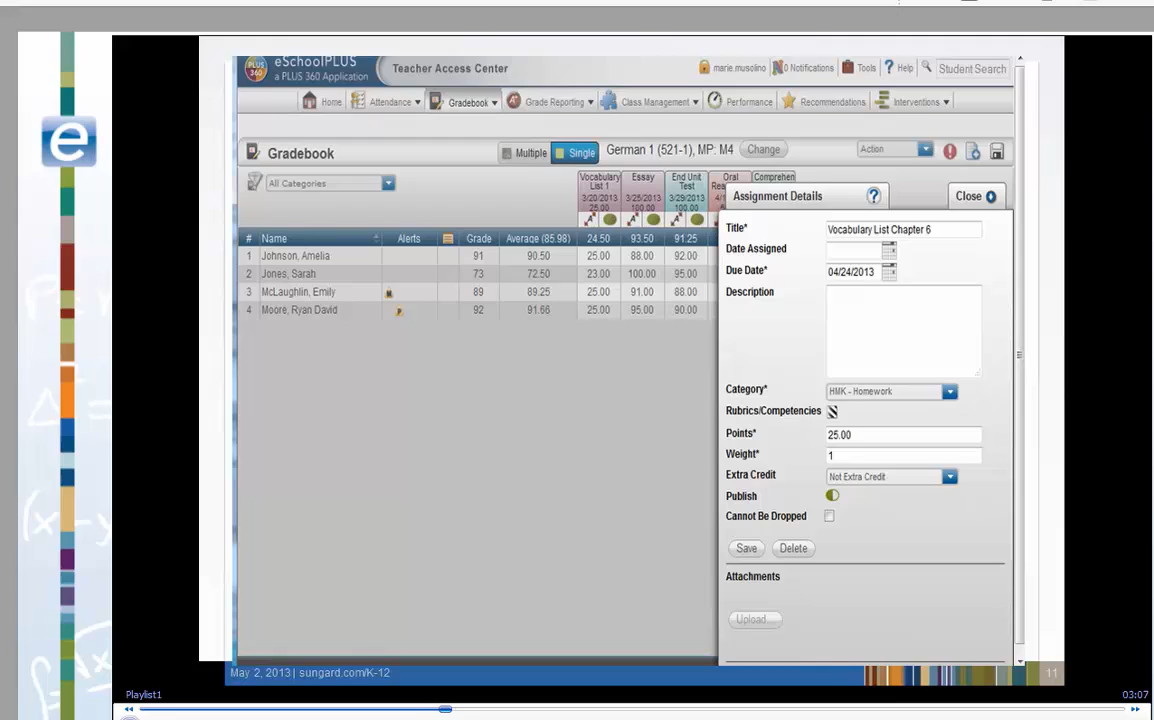 eSchoolPLUS
a PLUS 360 Application
PLUS 360
Teacher Access Center
marie.musolino
0 Notifications
Tools
Help
Student Search
Home
Attendance
Gradebook
Grade Reporting
Class Management
Performance
Recommendations
Interventions
Gradebook
Multiple
Single
German 1 (521-1), MP: M4
Change
Action
All Categories
Vocabulary List 1
3/20/2013
25.00
Essay
3/25/2013
100.00
End Unit Test
3/29/2013
100.00
Oral
Comprehen
# Name Alerts Grade Average (85.98) 24.50 93.50 91.25
1 Johnson, Amelia 91 90.50 25.00 88.00 92.00
2 Jones, Sarah 73 72.50 23.00 100.00 95.00
3 McLaughlin, Emily 89 89.25 25.00 91.00 88.00
4 Moore, Ryan David 92 91.66 25.00 95.00 90.00
Assignment Details
?
Close
Title* Vocabulary List Chapter 6
Date Assigned
Due Date* 04/24/2013
Description
Category* HMK - Homework
Rubrics/Competencies
Points* 25.00
Weight* 1
Extra Credit Not Extra Credit
Publish
Cannot Be Dropped
Save Delete
Attachments
Upload...
May 2, 2013 | sungard.com/K-12
11
Playlist1
03:07